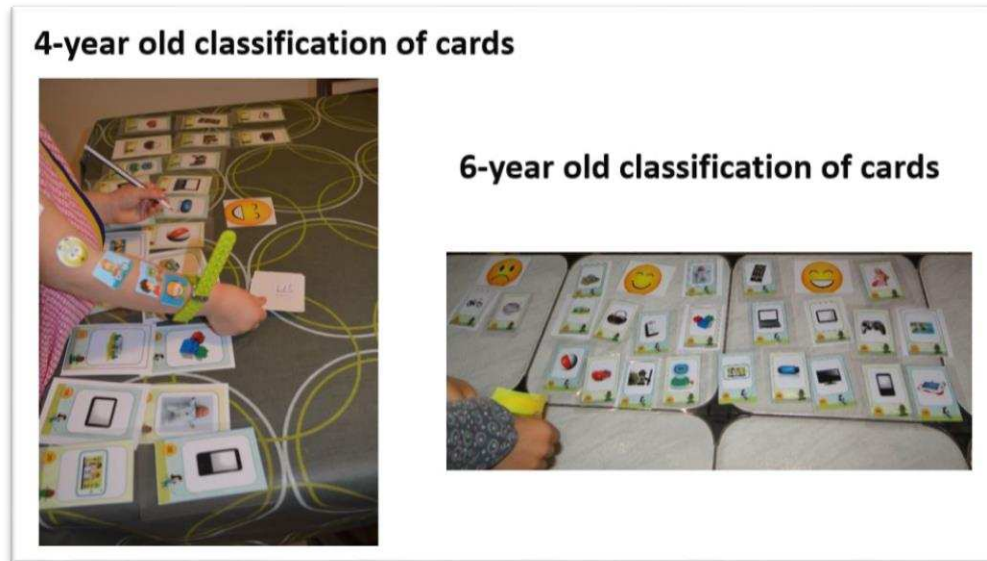 4-year old classification of cards
6-year old classification of cards